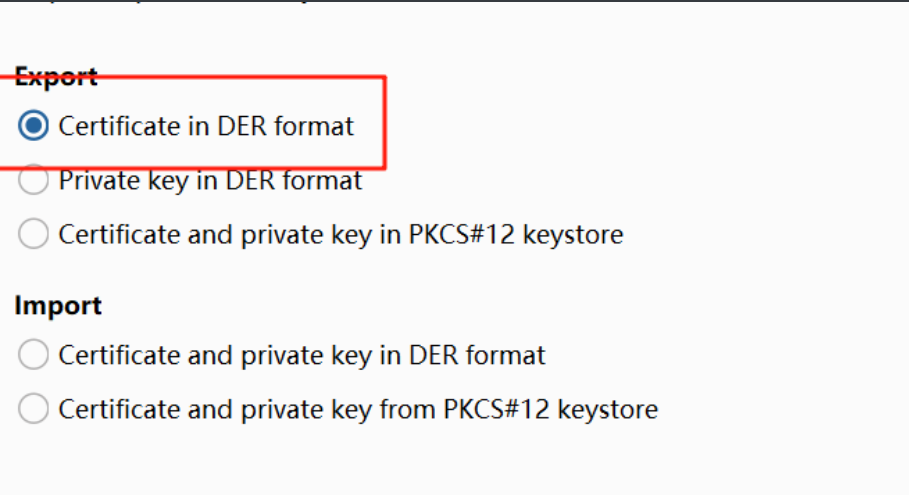 Export
Certificate in DER format
Private key in DER format
Certificate and private key in PKCS#12 keystore
Import
Certificate and private key in DER format
Certificate and private key from PKCS#12 keystore